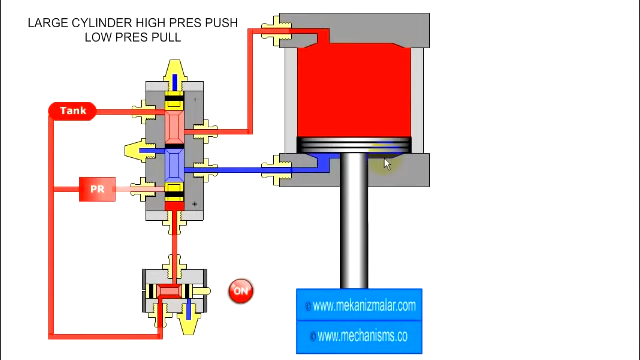 LARGE CYLINDER HIGH PRES PUSH
LOW PRES PULL
Tank
PR
ON
© www.mekanizmalar.com
© www.mechanisms.co